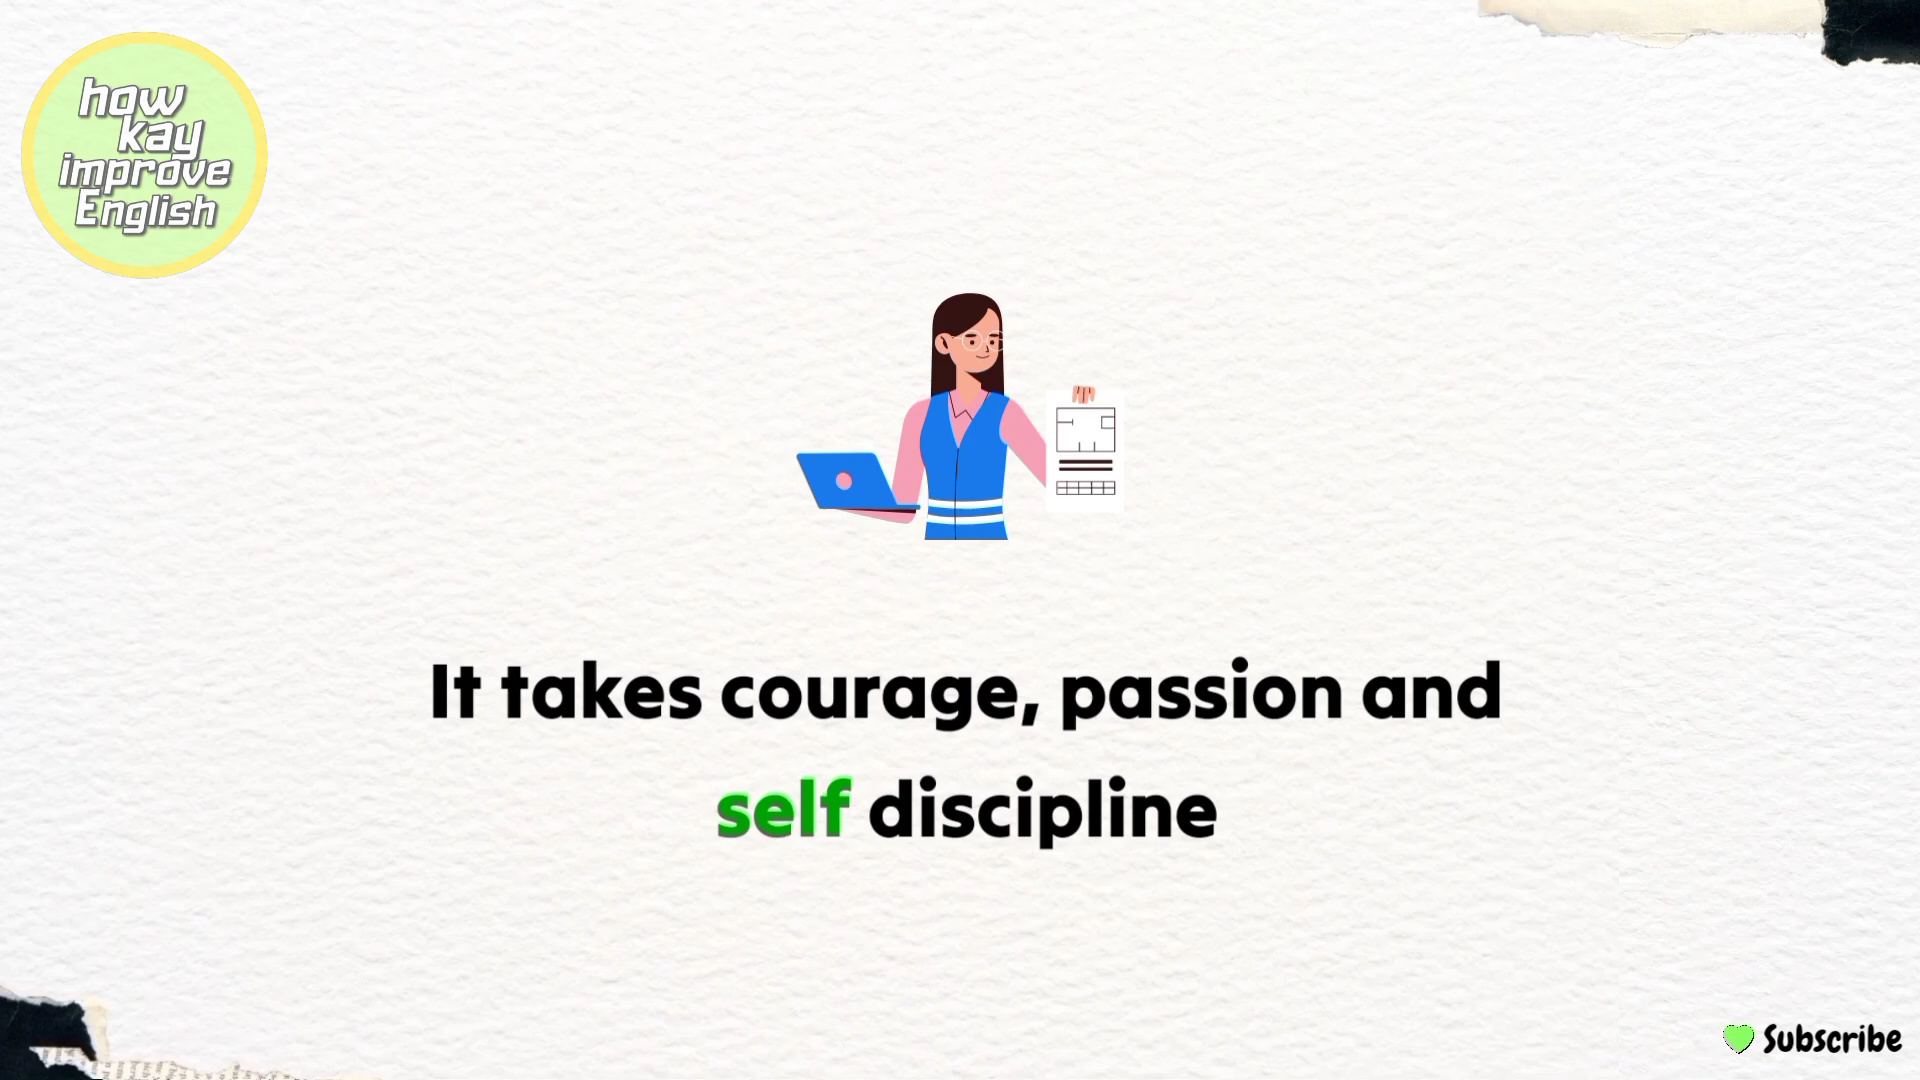 how
kay
improve
English
It takes courage, passion and
self discipline
Subscribe